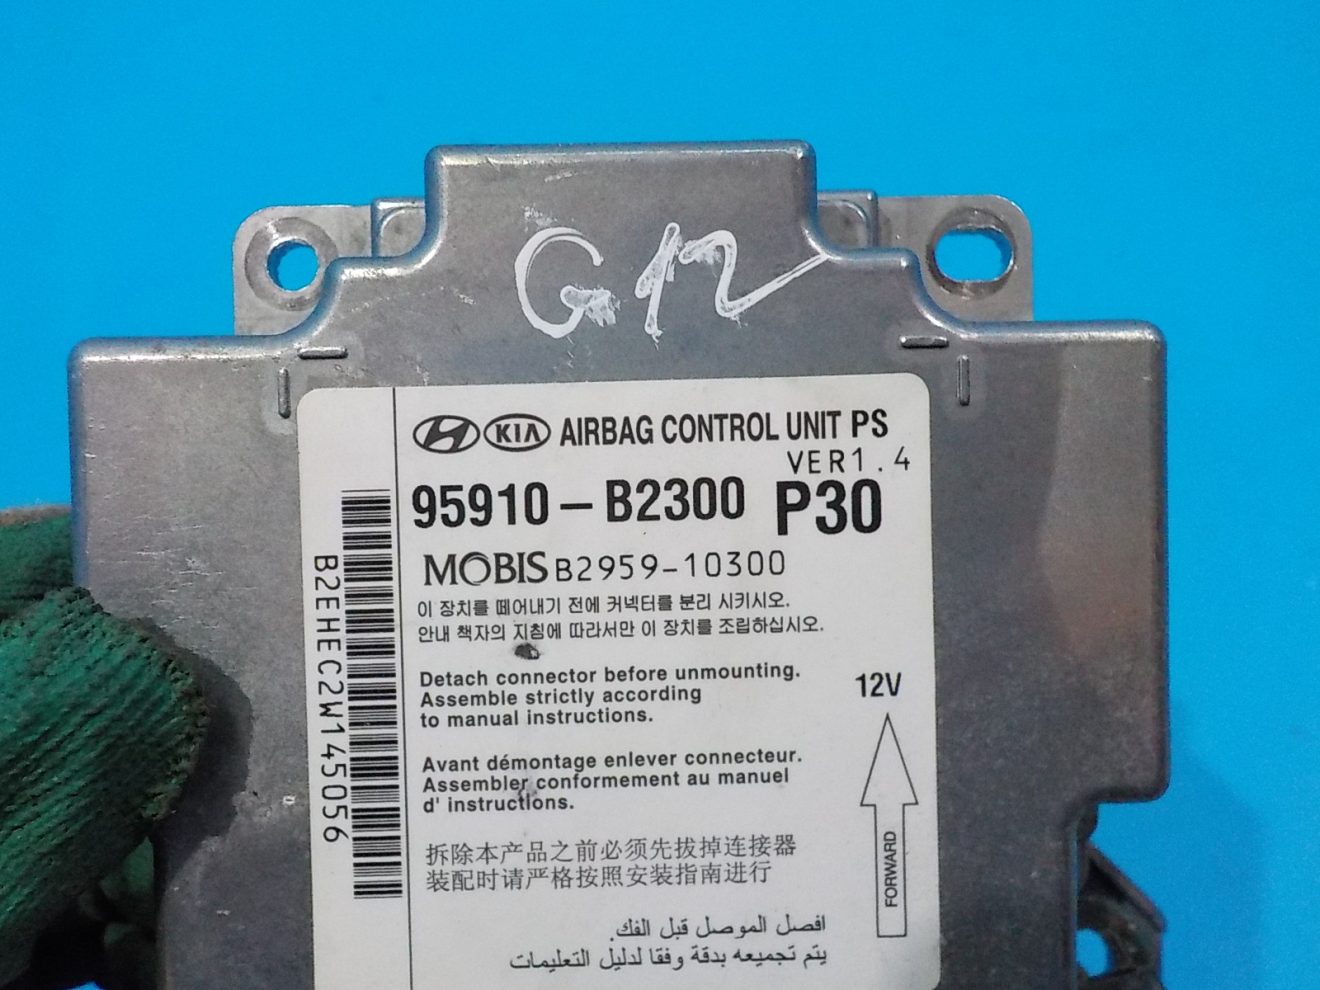 G12
KIA AIRBAG CONTROL UNIT PS
VER1.4
95910-B2300 P30
MOBIS B2959-10300
이 장치를 떼어내기 전에 커넥터를 분리 시키시오.
안내 책자의 지침에 따라서만 이 장치를 조립하십시오.
Detach connector before unmounting.
Assemble strictly according
to manual instructions.
12V
Avant démontage enlever connecteur.
Assembler conformement au manuel
d' instructions.
FORWARD
拆除本产品之前必须先拔掉连接器
装配时请严格按照安装指南进行
افصل الموصل قبل الفك.
يتم تجميعه بدقة وفقا لدليل التعليمات
B2EHEC2W145056